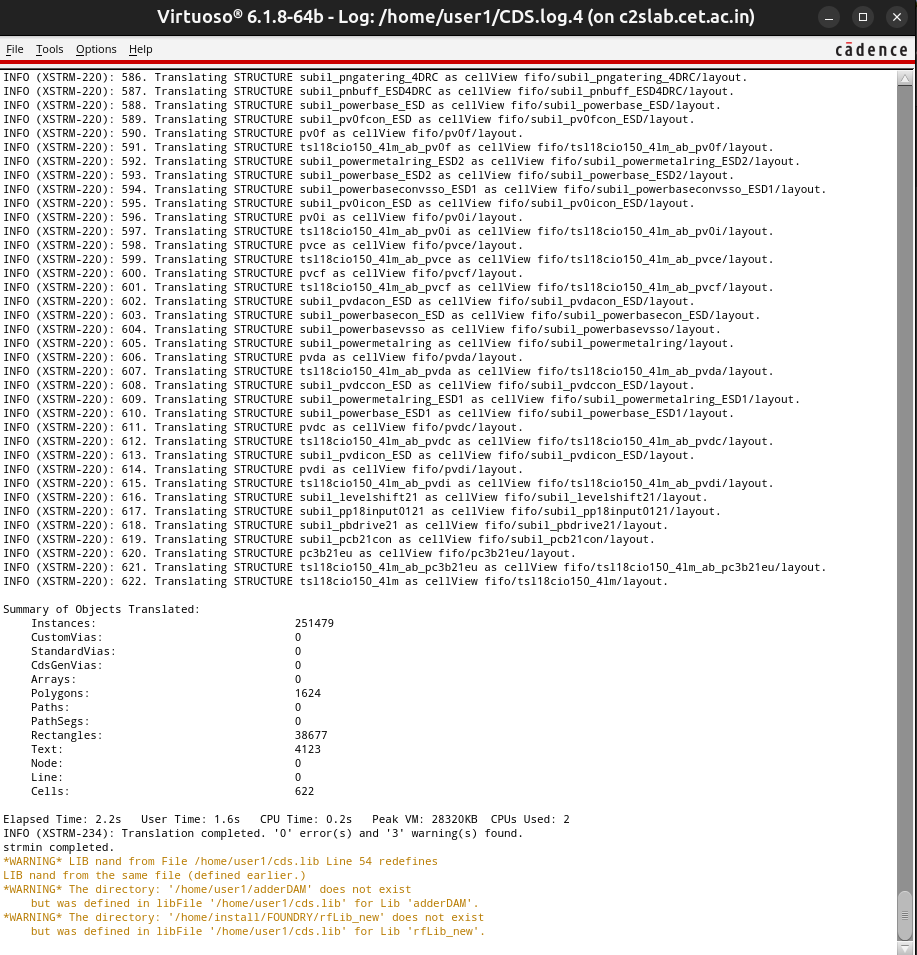 Virtuoso® 6.1.8-64b - Log: /home/user1/CDS.log.4 (on c2slab.cet.ac.in)
File Tools Options Help
cādence
INFO (XSTRM-220): 586. Translating STRUCTURE subil_pngatering_4DRC as cellView fifo/subil_pngatering_4DRC/layout.
INFO (XSTRM-220): 587. Translating STRUCTURE subil_pnbuff_ESD4DRC as cellView fifo/subil_pnbuff_ESD4DRC/layout.
INFO (XSTRM-220): 588. Translating STRUCTURE subil_powerbase_ESD as cellView fifo/subil_powerbase_ESD/layout.
INFO (XSTRM-220): 589. Translating STRUCTURE subil_pv0fcon_ESD as cellView fifo/subil_pv0fcon_ESD/layout.
INFO (XSTRM-220): 590. Translating STRUCTURE pv0f as cellView fifo/pv0f/layout.
INFO (XSTRM-220): 591. Translating STRUCTURE tsl18cio150_4lm_ab_pv0f as cellView fifo/tsl18cio150_4lm_ab_pv0f/layout.
INFO (XSTRM-220): 592. Translating STRUCTURE subil_powermetalring_ESD2 as cellView fifo/subil_powermetalring_ESD2/layout.
INFO (XSTRM-220): 593. Translating STRUCTURE subil_powerbase_ESD2 as cellView fifo/subil_powerbase_ESD2/layout.
INFO (XSTRM-220): 594. Translating STRUCTURE subil_powerbaseconvsso_ESD1 as cellView fifo/subil_powerbaseconvsso_ESD1/layout.
INFO (XSTRM-220): 595. Translating STRUCTURE subil_pv0icon_ESD as cellView fifo/subil_pv0icon_ESD/layout.
INFO (XSTRM-220): 596. Translating STRUCTURE pv0i as cellView fifo/pv0i/layout.
INFO (XSTRM-220): 597. Translating STRUCTURE tsl18cio150_4lm_ab_pv0i as cellView fifo/tsl18cio150_4lm_ab_pv0i/layout.
INFO (XSTRM-220): 598. Translating STRUCTURE pvce as cellView fifo/pvce/layout.
INFO (XSTRM-220): 599. Translating STRUCTURE tsl18cio150_4lm_ab_pvce as cellView fifo/tsl18cio150_4lm_ab_pvce/layout.
INFO (XSTRM-220): 600. Translating STRUCTURE pvcf as cellView fifo/pvcf/layout.
INFO (XSTRM-220): 601. Translating STRUCTURE tsl18cio150_4lm_ab_pvcf as cellView fifo/tsl18cio150_4lm_ab_pvcf/layout.
INFO (XSTRM-220): 602. Translating STRUCTURE subil_pvdacon_ESD as cellView fifo/subil_pvdacon_ESD/layout.
INFO (XSTRM-220): 603. Translating STRUCTURE subil_powerbasecon_ESD as cellView fifo/subil_powerbasecon_ESD/layout.
INFO (XSTRM-220): 604. Translating STRUCTURE subil_powerbasevsso as cellView fifo/subil_powerbasevsso/layout.
INFO (XSTRM-220): 605. Translating STRUCTURE subil_powermetalring as cellView fifo/subil_powermetalring/layout.
INFO (XSTRM-220): 606. Translating STRUCTURE pvda as cellView fifo/pvda/layout.
INFO (XSTRM-220): 607. Translating STRUCTURE tsl18cio150_4lm_ab_pvda as cellView fifo/tsl18cio150_4lm_ab_pvda/layout.
INFO (XSTRM-220): 608. Translating STRUCTURE subil_pvdccon_ESD as cellView fifo/subil_pvdccon_ESD/layout.
INFO (XSTRM-220): 609. Translating STRUCTURE subil_powermetalring_ESD1 as cellView fifo/subil_powermetalring_ESD1/layout.
INFO (XSTRM-220): 610. Translating STRUCTURE subil_powerbase_ESD1 as cellView fifo/subil_powerbase_ESD1/layout.
INFO (XSTRM-220): 611. Translating STRUCTURE pvdc as cellView fifo/pvdc/layout.
INFO (XSTRM-220): 612. Translating STRUCTURE tsl18cio150_4lm_ab_pvdc as cellView fifo/tsl18cio150_4lm_ab_pvdc/layout.
INFO (XSTRM-220): 613. Translating STRUCTURE subil_pvdicon_ESD as cellView fifo/subil_pvdicon_ESD/layout.
INFO (XSTRM-220): 614. Translating STRUCTURE pvdi as cellView fifo/pvdi/layout.
INFO (XSTRM-220): 615. Translating STRUCTURE tsl18cio150_4lm_ab_pvdi as cellView fifo/tsl18cio150_4lm_ab_pvdi/layout.
INFO (XSTRM-220): 616. Translating STRUCTURE subil_levelshift21 as cellView fifo/subil_levelshift21/layout.
INFO (XSTRM-220): 617. Translating STRUCTURE subil_pp18input0121 as cellView fifo/subil_pp18input0121/layout.
INFO (XSTRM-220): 618. Translating STRUCTURE subil_pbdrive21 as cellView fifo/subil_pbdrive21/layout.
INFO (XSTRM-220): 619. Translating STRUCTURE subil_pcb21con as cellView fifo/subil_pcb21con/layout.
INFO (XSTRM-220): 620. Translating STRUCTURE pc3b21eu as cellView fifo/pc3b21eu/layout.
INFO (XSTRM-220): 621. Translating STRUCTURE tsl18cio150_4lm_ab_pc3b21eu as cellView fifo/tsl18cio150_4lm_ab_pc3b21eu/layout.
INFO (XSTRM-220): 622. Translating STRUCTURE tsl18cio150_4lm as cellView fifo/tsl18cio150_4lm/layout.
Summary of Objects Translated:
Instances: 251479
CustomVias: 0
StandardVias: 0
CdsGenVias: 0
Arrays: 0
Polygons: 1624
Paths: 0
PathSegs: 0
Rectangles: 38677
Text: 4123
Node: 0
Line: 0
Cells: 622
Elapsed Time: 2.2s User Time: 1.6s CPU Time: 0.2s Peak VM: 28320KB CPUs Used: 2
INFO (XSTRM-234): Translation completed. '0' error(s) and '3' warning(s) found.
strmin completed.
*WARNING* LIB nand from File /home/user1/cds.lib Line 54 redefines
LIB nand from the same file (defined earlier.)
*WARNING* The directory: '/home/user1/adderDAM' does not exist
but was defined in libFile '/home/user1/cds.lib' for Lib 'adderDAM'.
*WARNING* The directory: '/home/install/FOUNDRY/rfLib_new' does not exist
but was defined in libFile '/home/user1/cds.lib' for Lib 'rfLib_new'.